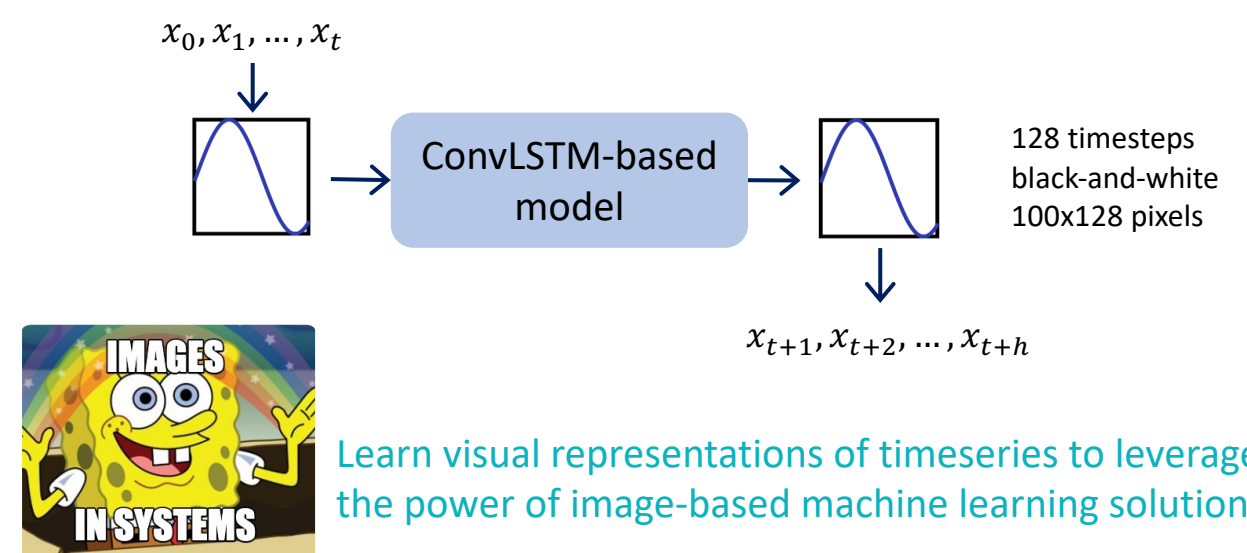 x₀, x₁, … , xₜ
ConvLSTM-based
model
128 timesteps
black-and-white
100x128 pixels
xₜ₊₁, xₜ₊₂, … , xₜ₊ₕ
IMAGES
IN SYSTEMS
Learn visual representations of timeseries to leverage
the power of image-based machine learning solution